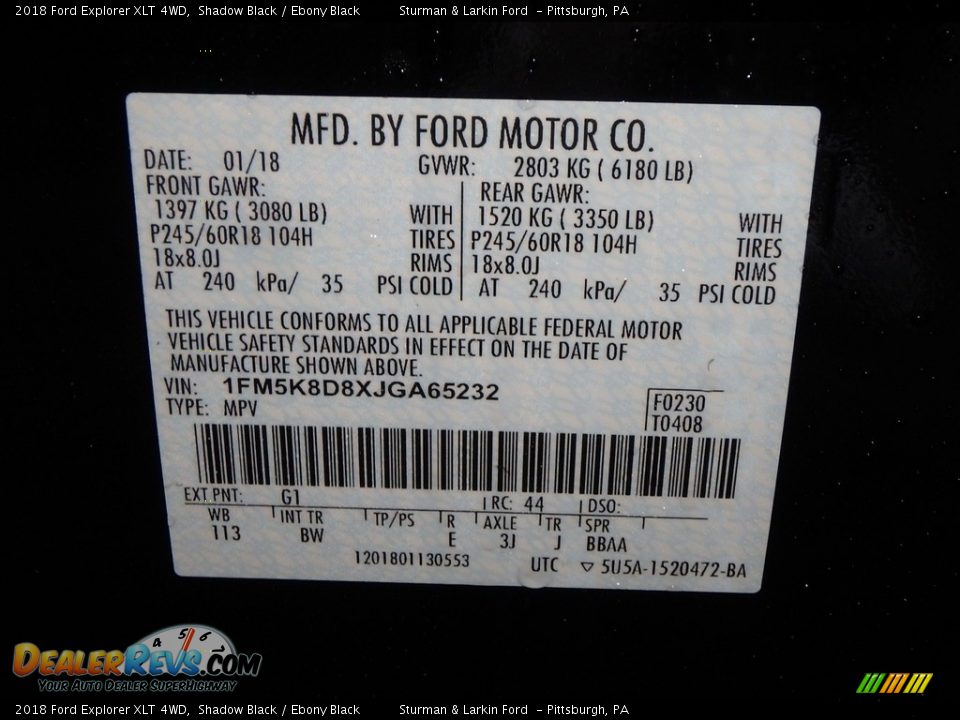 2018 Ford Explorer XLT 4WD, Shadow Black / Ebony Black Sturman & Larkin Ford - Pittsburgh, PA
MFD. BY FORD MOTOR CO.
DATE: 01/18 GVWR: 2803 KG ( 6180 LB)
FRONT GAWR: REAR GAWR:
1397 KG ( 3080 LB) WITH 1520 KG ( 3350 LB) WITH
P245/60R18 104H TIRES P245/60R18 104H TIRES
18x8.0J RIMS 18x8.0J RIMS
AT 240 kPa/ 35 PSI COLD AT 240 kPa/ 35 PSI COLD
THIS VEHICLE CONFORMS TO ALL APPLICABLE FEDERAL MOTOR
VEHICLE SAFETY STANDARDS IN EFFECT ON THE DATE OF
MANUFACTURE SHOWN ABOVE.
VIN: 1FM5K8D8XJGA65232
TYPE: MPV
F0230
T0408
EXT PNT: G1 RC: 44 DSO:
WB INT TR TP/PS R AXLE TR SPR
113 BW E 3J J BBAA
1201801130553 UTC ▽ 5U5A-1520472-BA
4 5 6
DEALERREVS.COM
YOUR AUTO DEALER SUPERHIGHWAY
2018 Ford Explorer XLT 4WD, Shadow Black / Ebony Black Sturman & Larkin Ford - Pittsburgh, PA